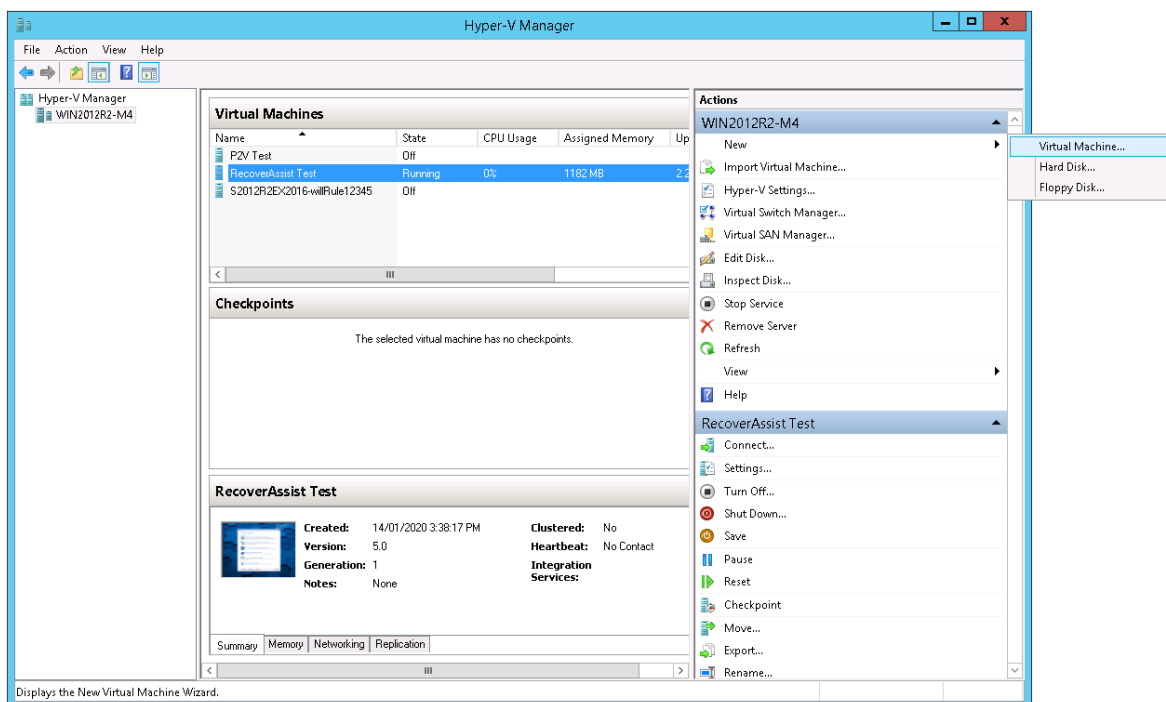 Hyper-V Manager
File Action View Help
Hyper-V Manager
WIN2012R2-M4
Virtual Machines
Name State CPU Usage Assigned Memory Up
P2V Test Off
RecoverAssist Test Running 0% 1182 MB 2.2
S2012R2EX2016-willRule12345 Off
Checkpoints
The selected virtual machine has no checkpoints.
RecoverAssist Test
Created: 14/01/2020 3:38:17 PM Clustered: No
Version: 5.0 Heartbeat: No Contact
Generation: 1 Integration
Services:
Notes: None
Summary Memory Networking Replication
Actions
WIN2012R2-M4
New
Import Virtual Machine...
Hyper-V Settings...
Virtual Switch Manager...
Virtual SAN Manager...
Edit Disk...
Inspect Disk...
Stop Service
Remove Server
Refresh
View
Help
RecoverAssist Test
Connect...
Settings...
Turn Off...
Shut Down...
Save
Pause
Reset
Checkpoint
Move...
Export...
Rename...
Virtual Machine...
Hard Disk...
Floppy Disk...
Displays the New Virtual Machine Wizard.